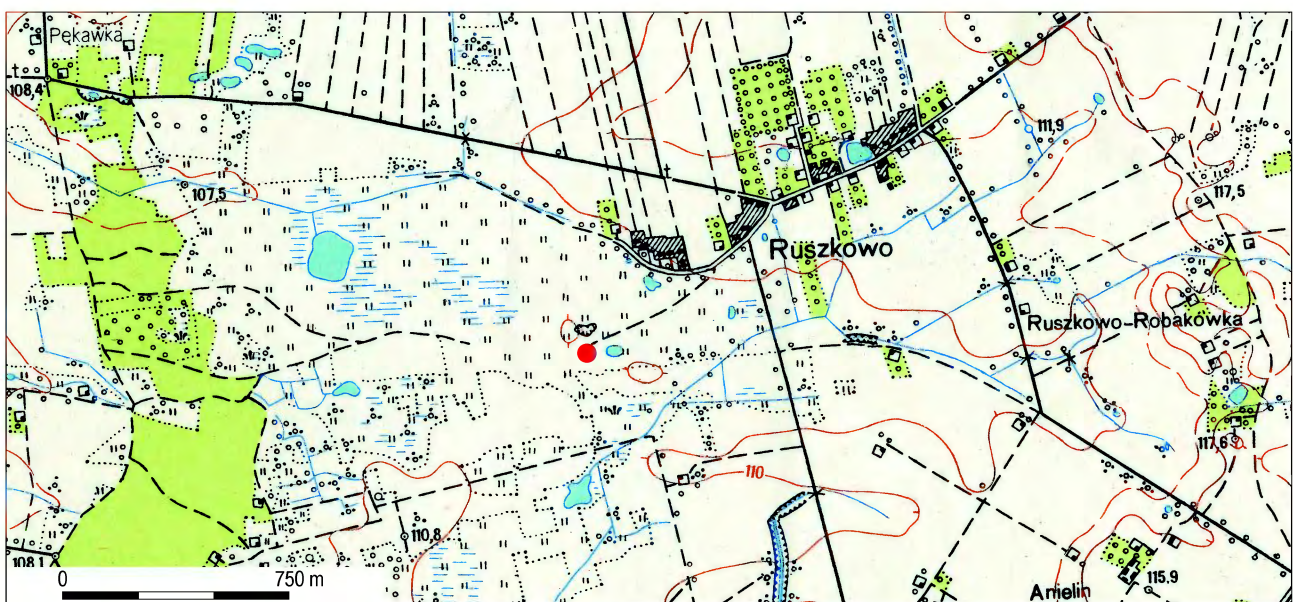 Pękawka
108,4
111,9
107,5
117,5
Ruszkowo
Ruszkowo-Robakówka
117,6
110
110,8
108,1
115,9
Anielin
0 750 m